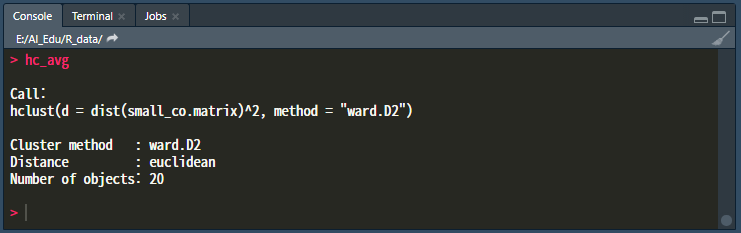 Console Terminal Jobs
E:/AI_Edu/R_data/
> hc_avg
Call:
hclust(d = dist(small_co.matrix)^2, method = "ward.D2")
Cluster method : ward.D2
Distance : euclidean
Number of objects: 20
>